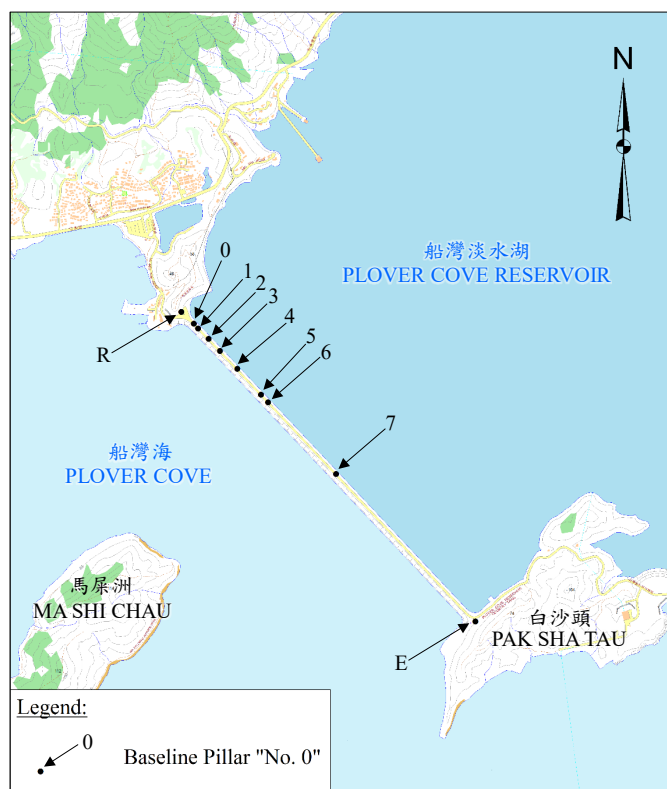 N
船灣淡水湖
PLOVER COVE RESERVOIR
0
1
2
3
4
5
6
R
7
船灣海
PLOVER COVE
馬屎洲
MA SHI CHAU
白沙頭
PAK SHA TAU
E
Legend:
0
Baseline Pillar "No. 0"